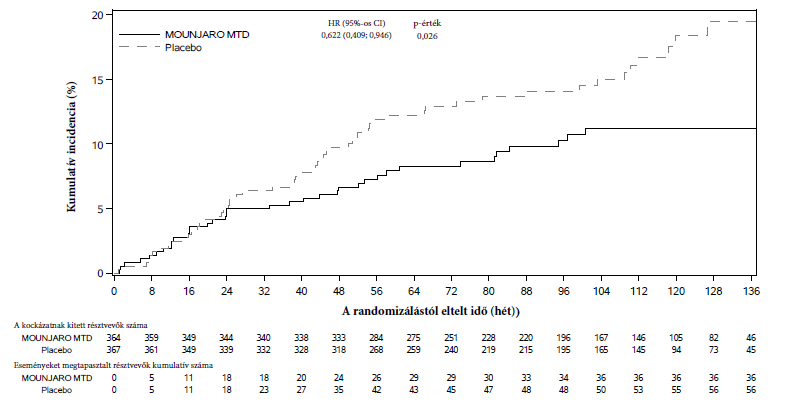 20
15
10
5
0
Kumulatív incidencia (%)
MOUNJARO MTD
Placebo
HR (95%-os CI) p-érték
0,622 (0,409; 0,946) 0,026
0 8 16 24 32 40 48 56 64 72 80 88 96 104 112 120 128 136
A randomizálástól eltelt idő (hét))
A kockázatnak kitett résztvevők száma
MOUNJARO MTD 364 359 349 344 340 338 333 284 275 251 228 220 196 167 146 105 82 46
Placebo 367 361 349 339 332 328 318 268 259 240 219 215 195 165 145 94 73 45
Eseményeket megtapasztalt résztvevők kumulatív száma
MOUNJARO MTD 0 5 11 18 18 20 24 26 29 29 30 33 34 36 36 36 36 36
Placebo 0 5 11 18 23 27 35 42 43 45 47 48 48 50 53 55 56 56